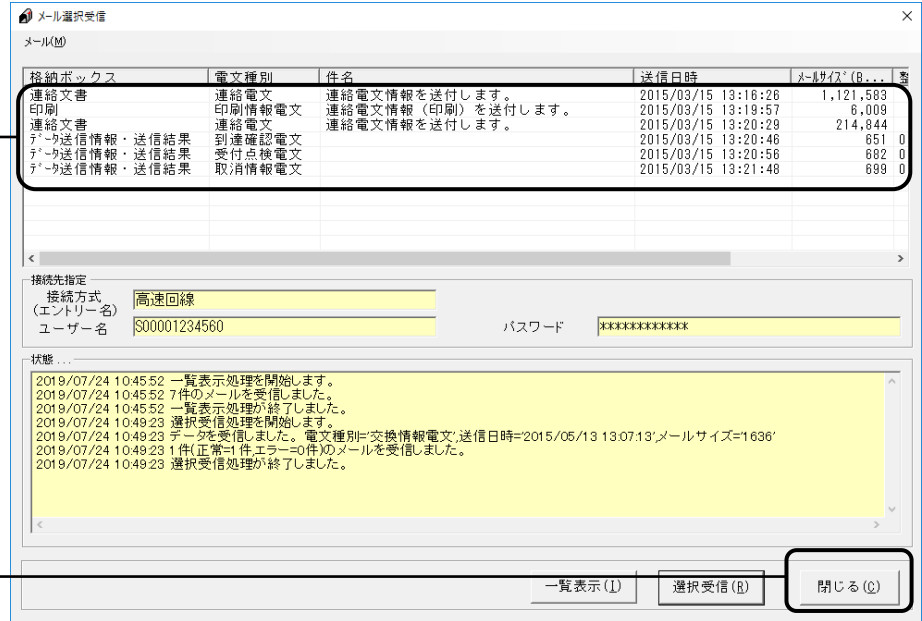 メール選択受信
メール(M)
格納ボックス 電文種別 件名 送信日時 メールサイズ(B... 整
連絡文書 連絡電文 連絡電文情報を送付します。 2015/03/15 13:16:26 1,121,583
印刷 印刷情報電文 連絡電文情報（印刷）を送付します。 2015/03/15 13:19:57 6,009
連絡文書 連絡電文 連絡電文情報を送付します。 2015/03/15 13:20:29 214,844
データ送信情報・送信結果 到達確認電文 2015/03/15 13:20:46 651 0
データ送信情報・送信結果 受付点検電文 2015/03/15 13:20:56 682 0
データ送信情報・送信結果 取消情報電文 2015/03/15 13:21:48 699 0
接続先指定
接続方式
(エントリー名) 高速回線
ユーザー名 S00001234560 パスワード ************
状態 ...
2019/07/24 10:45:52 一覧表示処理を開始します。
2019/07/24 10:45:52 7件のメールを受信しました。
2019/07/24 10:45:52 一覧表示処理が終了しました。
2019/07/24 10:49:23 選択受信処理を開始します。
2019/07/24 10:49:23 データを受信しました。電文種別='交換情報電文',送信日時='2015/05/13 13:07:13',メールサイズ='1636'
2019/07/24 10:49:23 1件(正常=1件,エラー=0件)のメールを受信しました。
2019/07/24 10:49:23 選択受信処理が終了しました。
一覧表示(I) 選択受信(R) 閉じる(C)